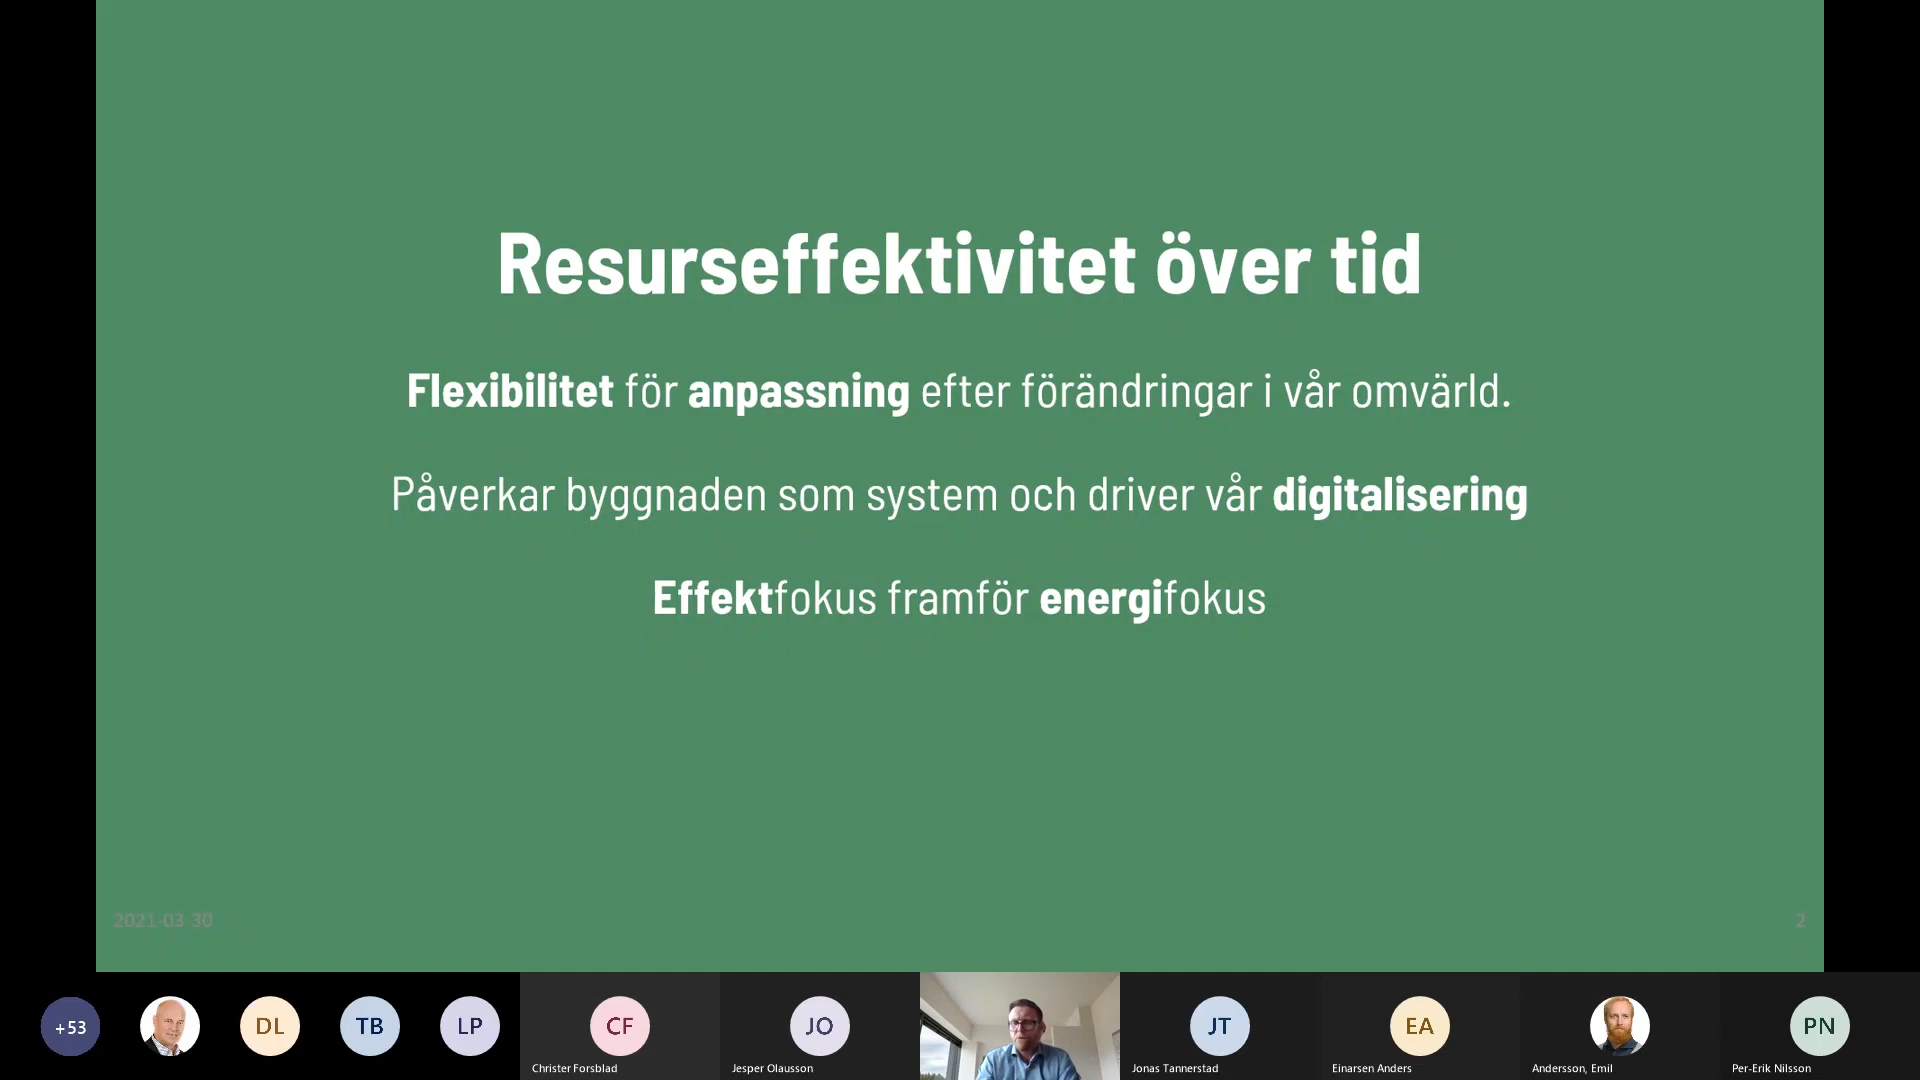 Resurseffektivitet över tid
Flexibilitet för anpassning efter förändringar i vår omvärld.
Påverkar byggnaden som system och driver vår digitalisering
Effektfokus framför energifokus
2021-03-30
2
+53
DL
TB
LP
CF
JO
JT
EA
PN
Christer Forsblad
Jesper Olausson
Jonas Tannerstad
Einarsen Anders
Andersson, Emil
Per-Erik Nilsson